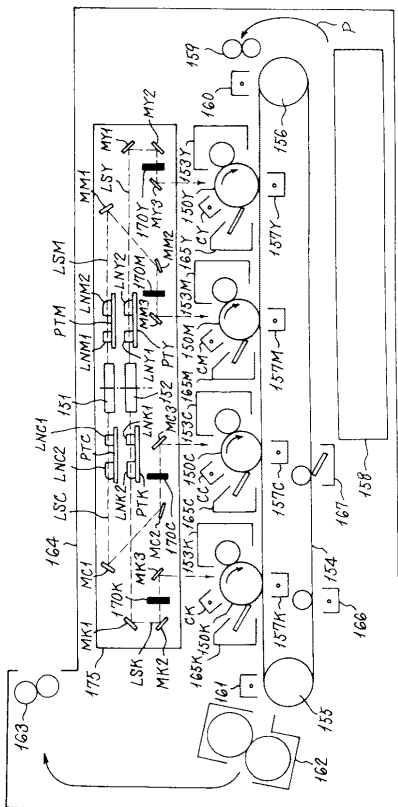 163
164
175
MK1
170K
MC1
LSC
LNC2
PTC
LNC1
151
LNM1
PTM
LNM2
LSM
MM1
MY1
LSY
MY2
LSK
MK2
MK3
MC2
170C
LNK2
PTK
LNK1
MC3
152
PTY
LNY1
LNY2
MM3
MM2
170M
170Y
MY3
161
165K
150K
CK
153K
165C
150C
CC
153C
165M
150M
CM
153M
165Y
150Y
CY
153Y
160
159
P
162
155
157K
166
154
157C
167
157M
157Y
156
158